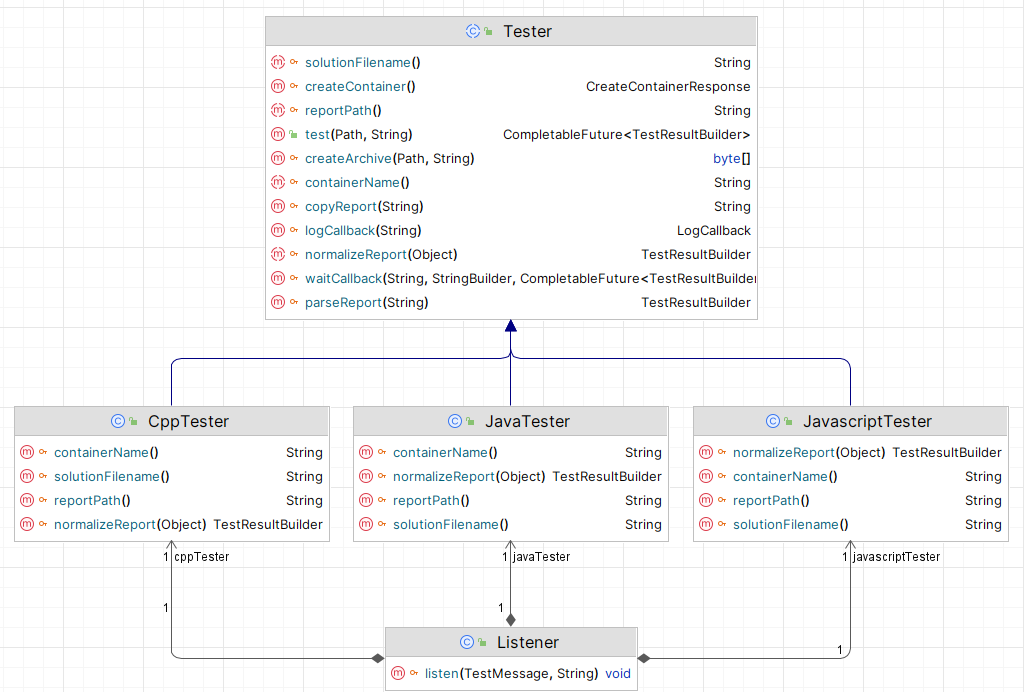 Tester
solutionFilename() String
createContainer() CreateContainerResponse
reportPath() String
test(Path, String) CompletableFuture<TestResultBuilder>
createArchive(Path, String) byte[]
containerName() String
copyReport(String) String
logCallback(String) LogCallback
normalizeReport(Object) TestResultBuilder
waitCallback(String, StringBuilder, CompletableFuture<TestResultBuilder
parseReport(String) TestResultBuilder
CppTester
containerName() String
solutionFilename() String
reportPath() String
normalizeReport(Object) TestResultBuilder
JavaTester
containerName() String
normalizeReport(Object) TestResultBuilder
reportPath() String
solutionFilename() String
JavascriptTester
normalizeReport(Object) TestResultBuilder
containerName() String
reportPath() String
solutionFilename() String
1 cppTester
1 javaTester
1 javascriptTester
1
1
1
Listener
listen(TestMessage, String) void